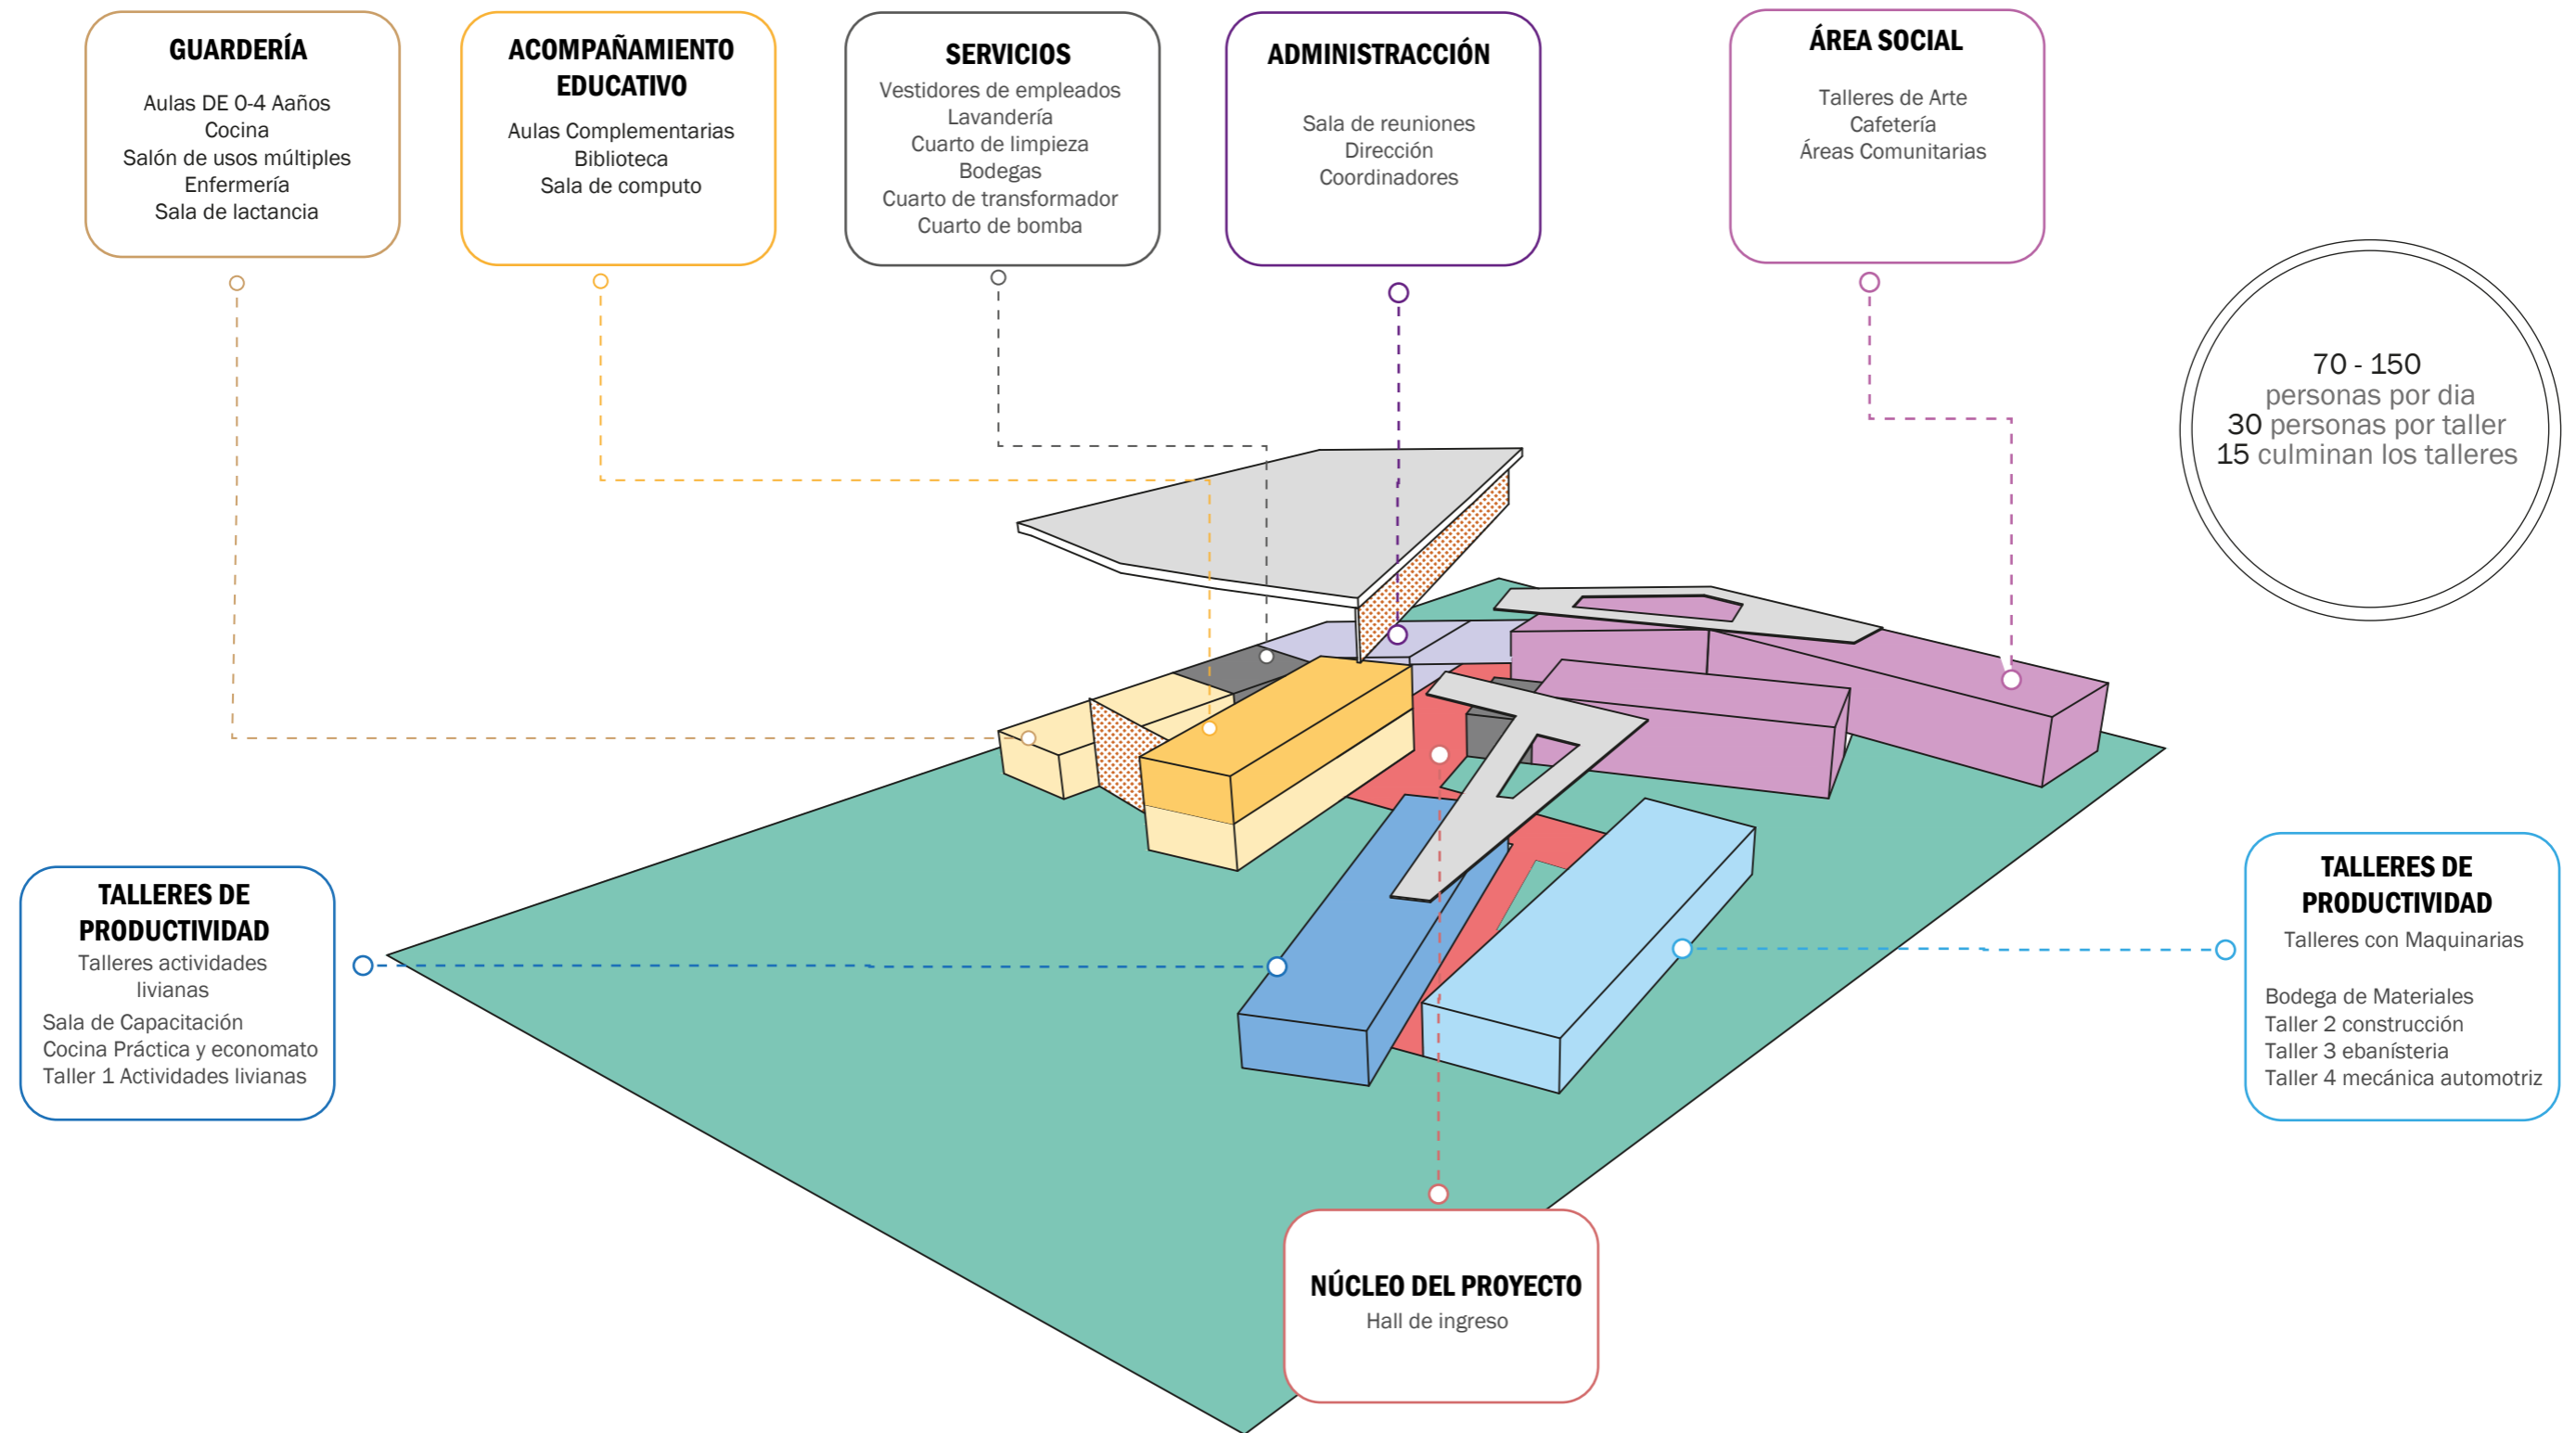 GUARDERÍA
Aulas DE 0-4 Aaños
Cocina
Salón de usos múltiples
Enfermería
Sala de lactancia
ACOMPAÑAMIENTO
EDUCATIVO
Aulas Complementarias
Biblioteca
Sala de computo
SERVICIOS
Vestidores de empleados
Lavandería
Cuarto de limpieza
Bodegas
Cuarto de transformador
Cuarto de bomba
ADMINISTRACCIÓN
Sala de reuniones
Dirección
Coordinadores
ÁREA SOCIAL
Talleres de Arte
Cafetería
Áreas Comunitarias
70 - 150
personas por dia
30 personas por taller
15 culminan los talleres
TALLERES DE
PRODUCTIVIDAD
Talleres actividades
livianas
Sala de Capacitación
Cocina Práctica y economato
Taller 1 Actividades livianas
TALLERES DE
PRODUCTIVIDAD
Talleres con Maquinarias
Bodega de Materiales
Taller 2 construcción
Taller 3 ebanísteria
Taller 4 mecánica automotriz
NÚCLEO DEL PROYECTO
Hall de ingreso